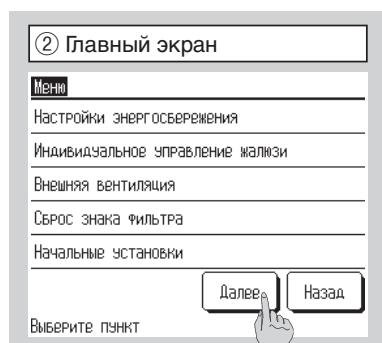 ② Главный экран
Меню
Настройки энергосбережения
Индивидуальное управление жалюзи
Внешняя вентиляция
Сброс знака фильтра
Начальные установки
Далее Назад
Выберите пункт